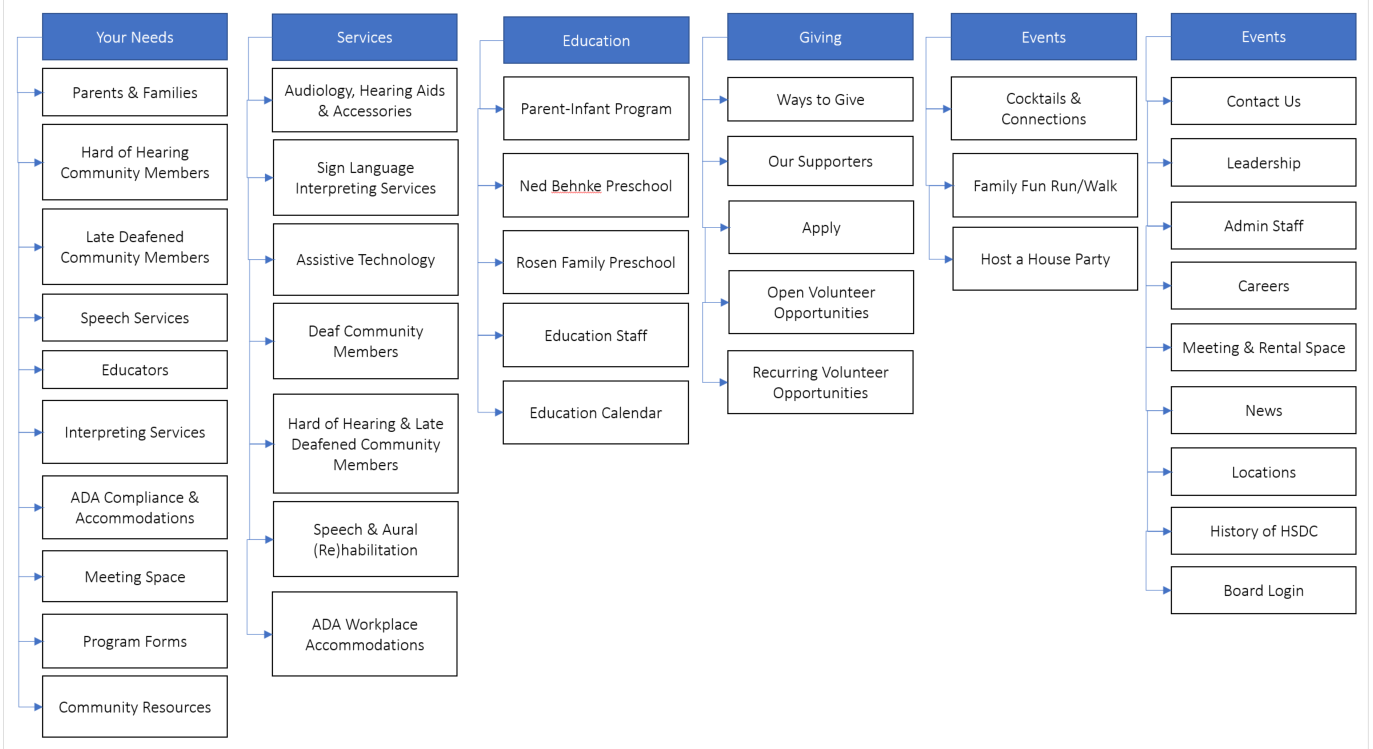 Your Needs
Parents & Families
Hard of Hearing
Community Members
Late Deafened
Community Members
Speech Services
Educators
Interpreting Services
ADA Compliance &
Accommodations
Meeting Space
Program Forms
Community Resources
Services
Audiology, Hearing Aids
& Accessories
Sign Language
Interpreting Services
Assistive Technology
Deaf Community
Members
Hard of Hearing & Late
Deafened Community
Members
Speech & Aural
(Re)habilitation
ADA Workplace
Accommodations
Education
Parent-Infant Program
Ned Behnke Preschool
Rosen Family Preschool
Education Staff
Education Calendar
Giving
Ways to Give
Our Supporters
Apply
Open Volunteer
Opportunities
Recurring Volunteer
Opportunities
Events
Cocktails &
Connections
Family Fun Run/Walk
Host a House Party
Events
Contact Us
Leadership
Admin Staff
Careers
Meeting & Rental Space
News
Locations
History of HSDC
Board Login